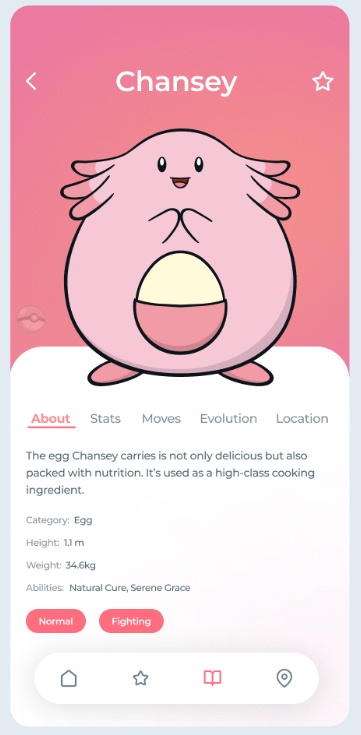 Chansey
About Stats Moves Evolution Location
The egg Chansey carries is not only delicious but also
packed with nutrition. It's used as a high-class cooking
ingredient.
Category: Egg
Height: 1.1 m
Weight: 34.6kg
Abilities: Natural Cure, Serene Grace
Normal Fighting